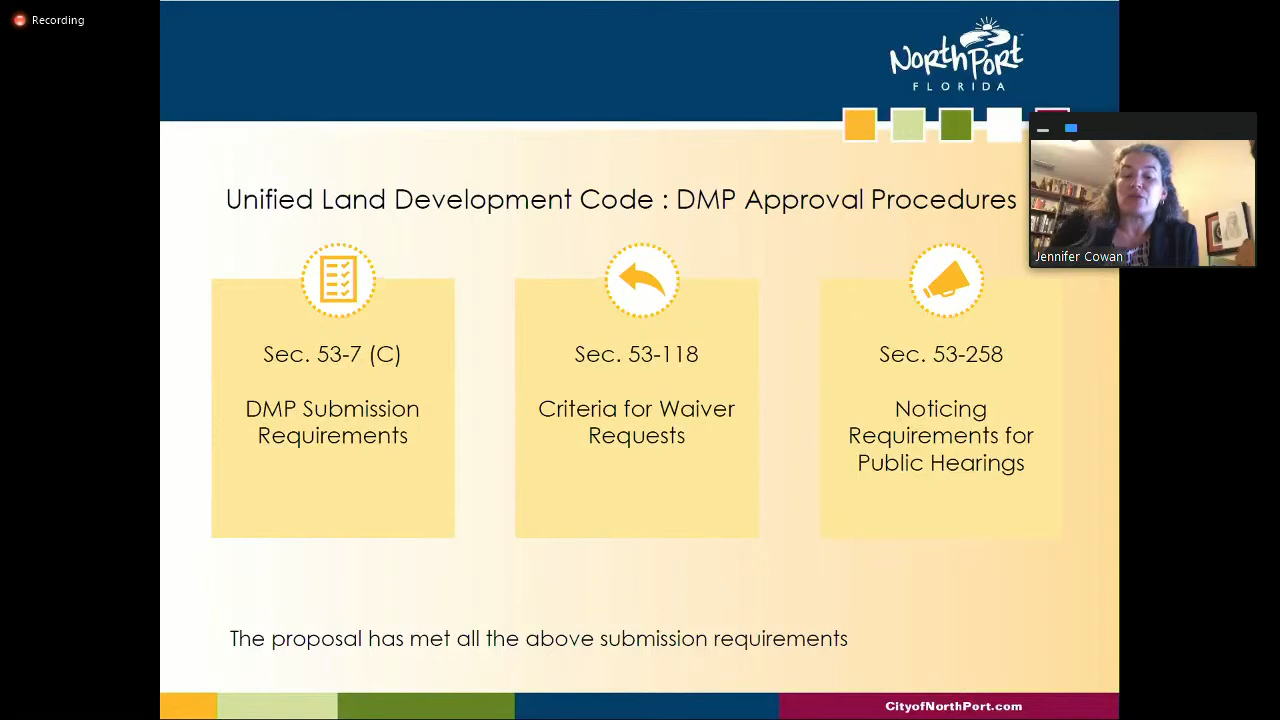 Recording
NorthPort
FLORIDA
Unified Land Development Code : DMP Approval Procedures
Jennifer Cowan
Sec. 53-7 (C)
DMP Submission
Requirements
Sec. 53-118
Criteria for Waiver
Requests
Sec. 53-258
Noticing
Requirements for
Public Hearings
The proposal has met all the above submission requirements
CityofNorthPort.com